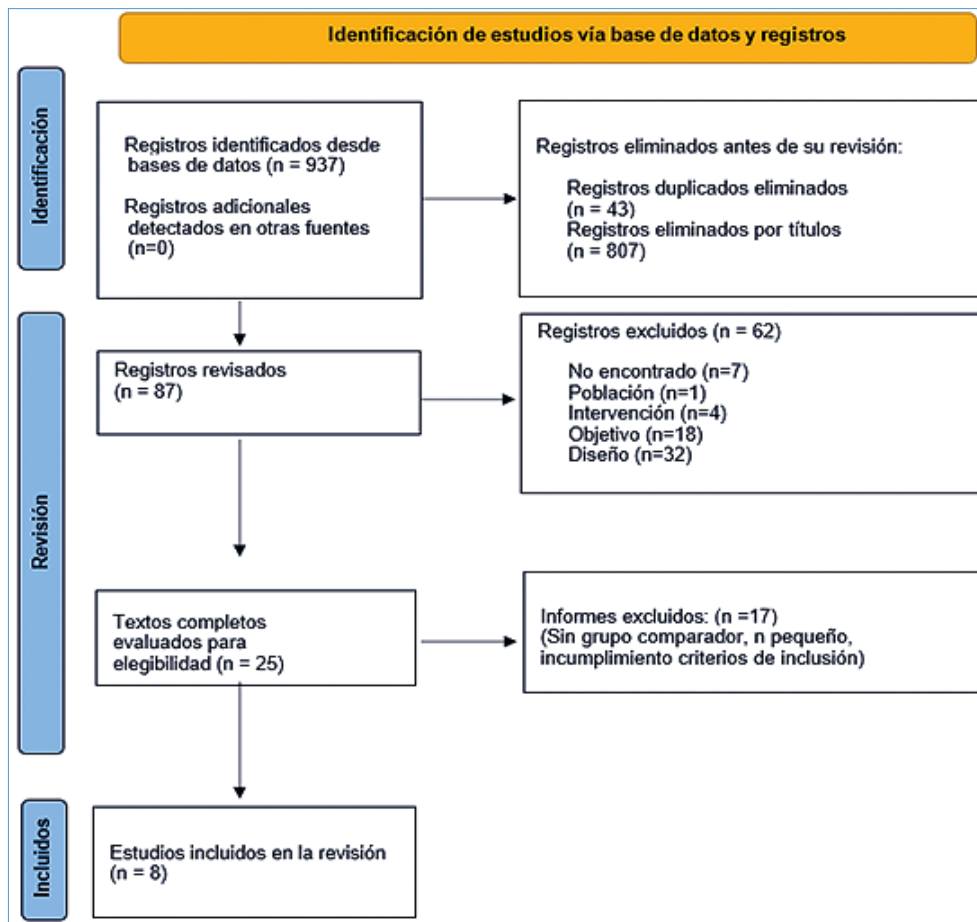 Identificación de estudios vía base de datos y registros
Identificación
Registros identificados desde
bases de datos (n = 937)
Registros adicionales
detectados en otras fuentes
(n=0)
Registros eliminados antes de su revisión:
Registros duplicados eliminados
(n = 43)
Registros eliminados por títulos
(n = 807)
Revisión
Registros revisados
(n = 87)
Registros excluidos (n = 62)
No encontrado (n=7)
Población (n=1)
Intervención (n=4)
Objetivo (n=18)
Diseño (n=32)
Textos completos
evaluados para
elegibilidad (n = 25)
Informes excluidos: (n =17)
(Sin grupo comparador, n pequeño,
incumplimiento criterios de inclusión)
Incluidos
Estudios incluidos en la revisión
(n = 8)